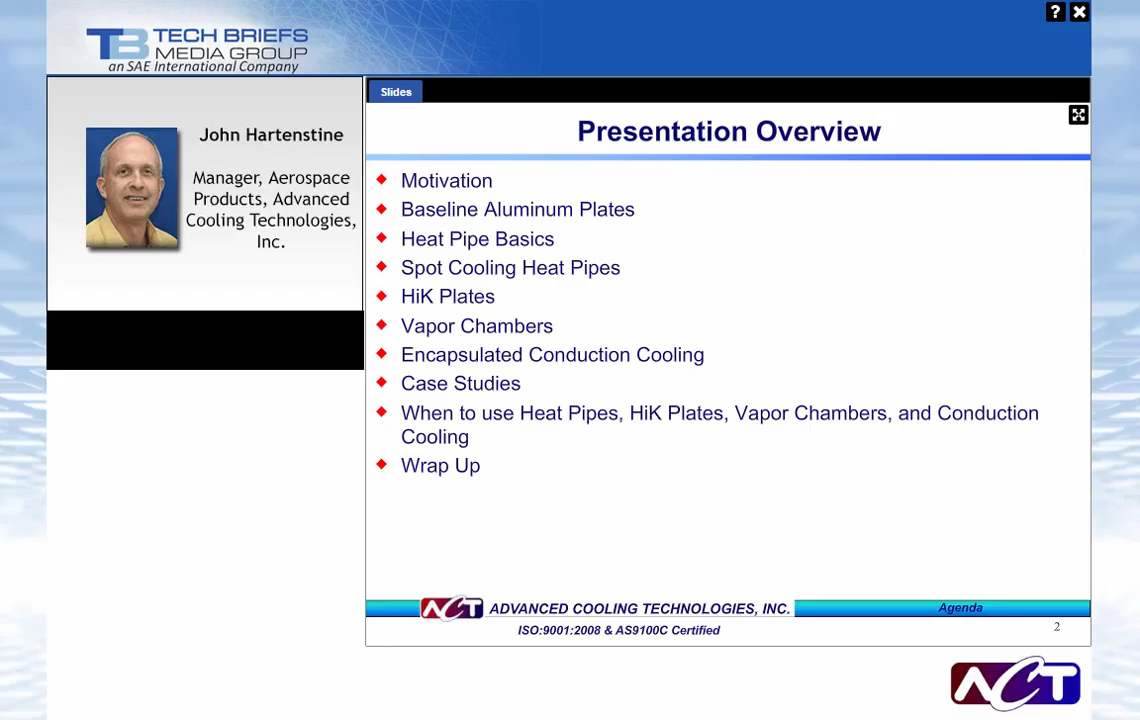 ? X
TECH BRIEFS
MEDIA GROUP
an SAE International Company
John Hartenstine
Manager, Aerospace
Products, Advanced
Cooling Technologies,
Inc.
Slides
Presentation Overview
Motivation
Baseline Aluminum Plates
Heat Pipe Basics
Spot Cooling Heat Pipes
HiK Plates
Vapor Chambers
Encapsulated Conduction Cooling
Case Studies
When to use Heat Pipes, HiK Plates, Vapor Chambers, and Conduction
Cooling
Wrap Up
ACT ADVANCED COOLING TECHNOLOGIES, INC. Agenda
ISO:9001:2008 & AS9100C Certified
2
ACT